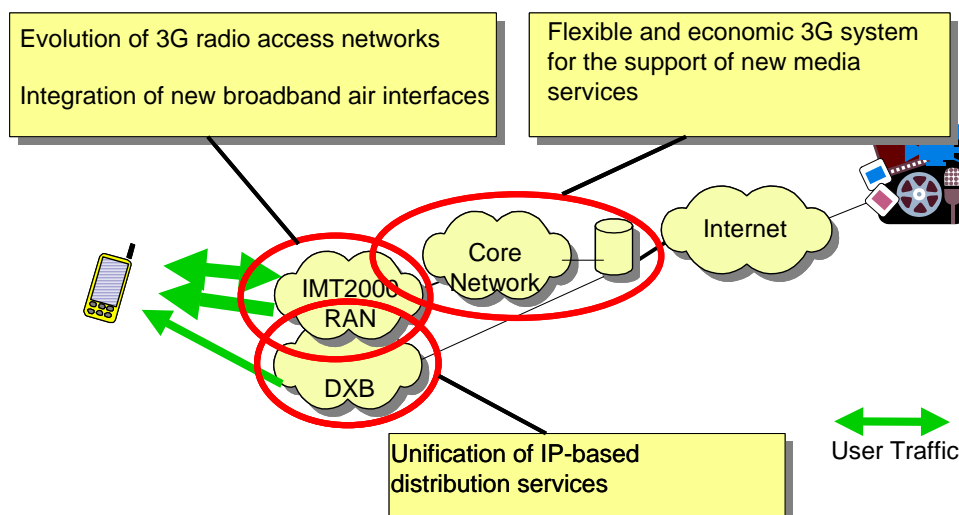 Evolution of 3G radio access networks
Integration of new broadband air interfaces
Flexible and economic 3G system
for the support of new media
services
Internet
Core
Network
IMT2000
RAN
DXB
User Traffic
Unification of IP-based
distribution services